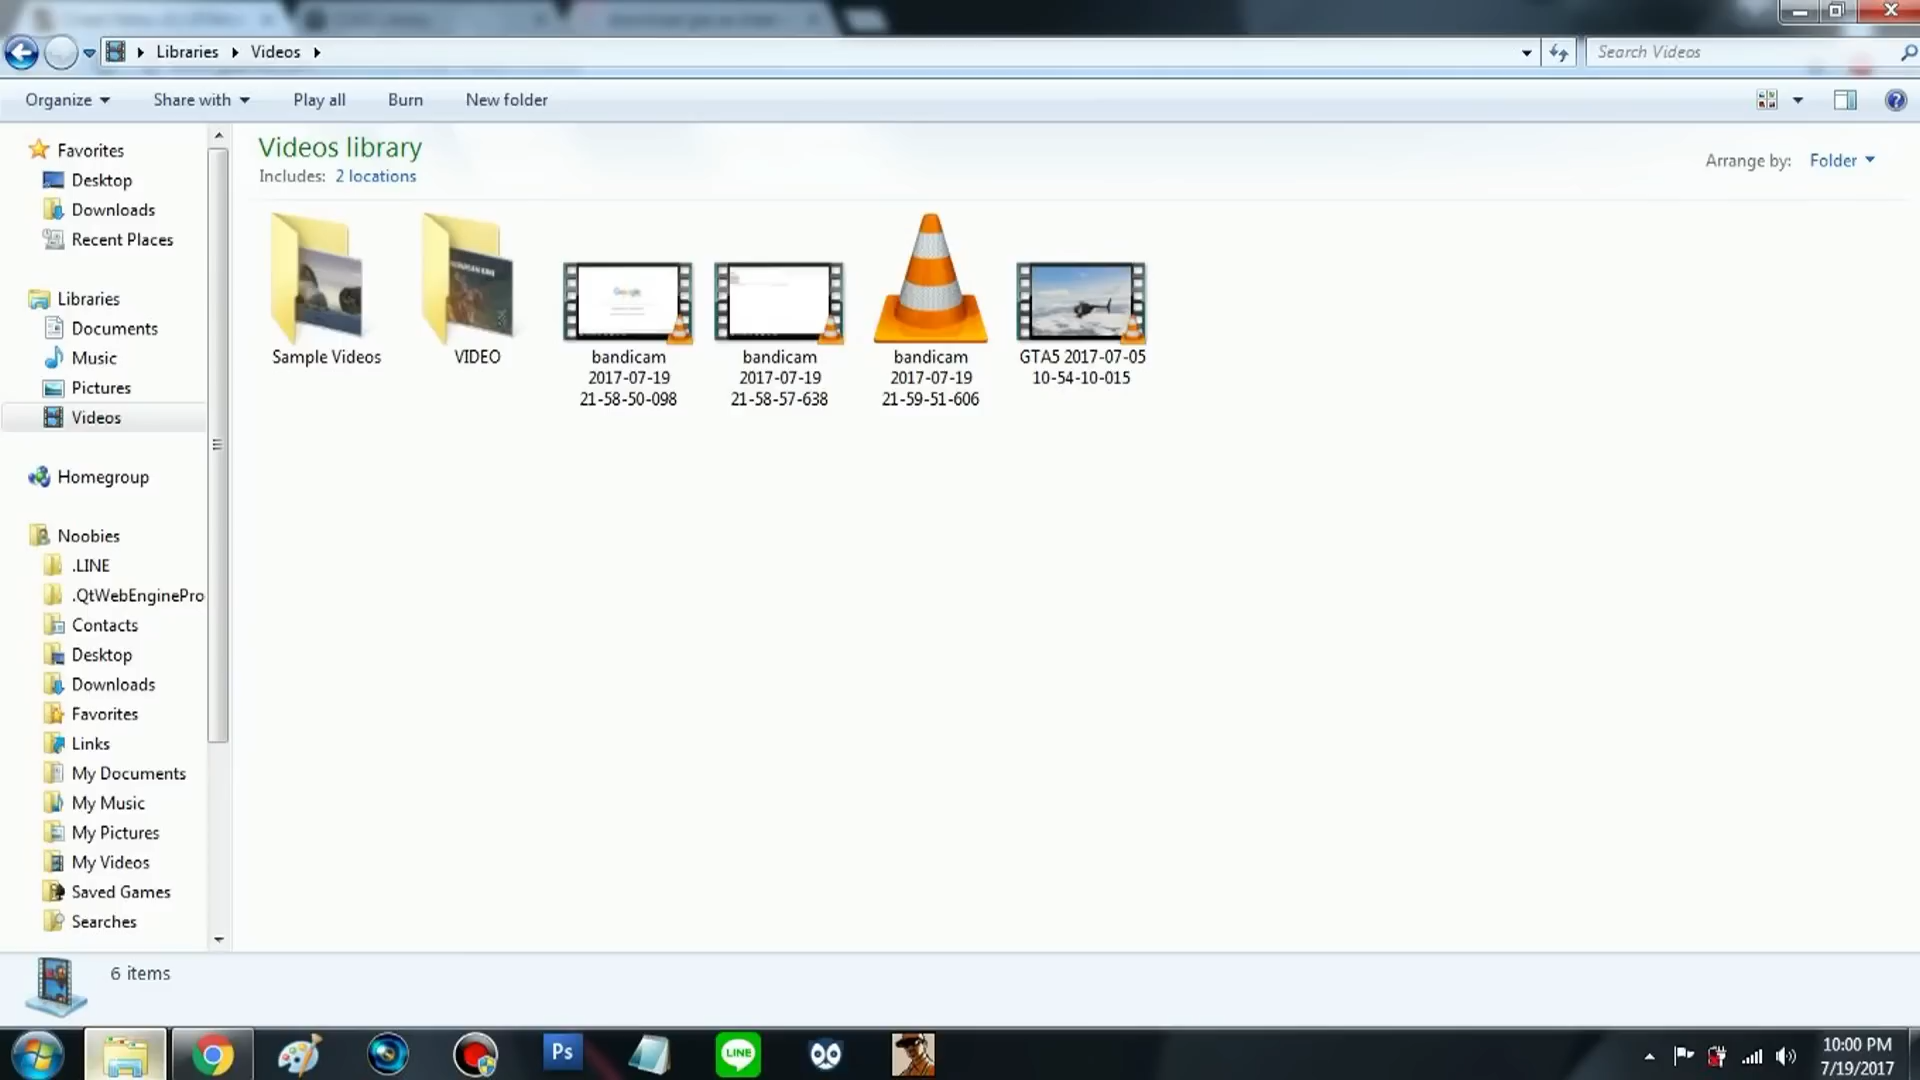 Libraries Videos
Search Videos
Organize Share with Play all Burn New folder
Favorites
Desktop
Downloads
Recent Places
Libraries
Documents
Music
Pictures
Videos
Homegroup
Noobies
.LINE
.QtWebEnginePro
Contacts
Desktop
Downloads
Favorites
Links
My Documents
My Music
My Pictures
My Videos
Saved Games
Searches
Videos library
Includes: 2 locations
Arrange by: Folder
Sample Videos
VIDEO
bandicam
2017-07-19
21-58-50-098
bandicam
2017-07-19
21-58-57-638
bandicam
2017-07-19
21-59-51-606
GTA5 2017-07-05
10-54-10-015
Google
6 items
Ps
LINE
10:00 PM
7/19/2017